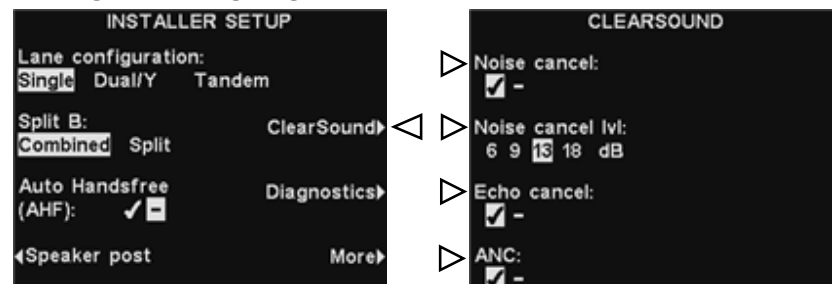 INSTALLER SETUP
Lane configuration:
Single Dual/Y Tandem
Split B:
Combined Split
ClearSound
Auto Handsfree
(AHF): ✓ –
Diagnostics
Speaker post
More
CLEARSOUND
Noise cancel:
✓ –
Noise cancel lvl:
6 9 13 18 dB
Echo cancel:
✓ –
ANC:
✓ –